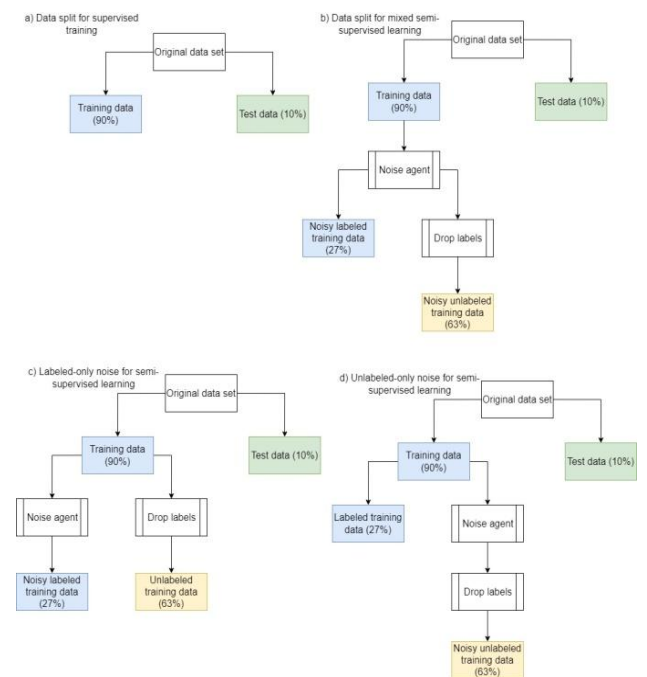 a) Data split for supervised
training
Original data set
Training data
(90%)
Test data (10%)
b) Data split for mixed semi-
supervised learning
Original data set
Training data
(90%)
Test data (10%)
Noise agent
Noisy labeled
training data
(27%)
Drop labels
Noisy unlabeled
training data
(63%)
c) Labeled-only noise for semi-
supervised learning
Original data set
Training data
(90%)
Test data (10%)
Noise agent
Drop labels
Noisy labeled
training data
(27%)
Unlabeled
training data
(63%)
d) Unlabeled-only noise for semi-
supervised learning
Original data set
Training data
(90%)
Test data (10%)
Labeled training
data (27%)
Noise agent
Drop labels
Noisy unlabeled
training data
(63%)